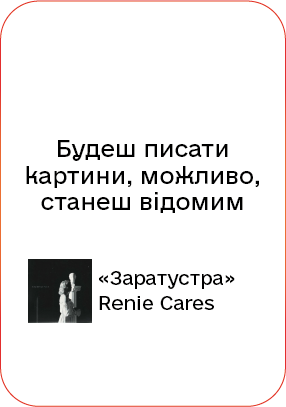 Будеш писати
картини, можливо,
станеш відомим
«Заратустра»
Renie Cares